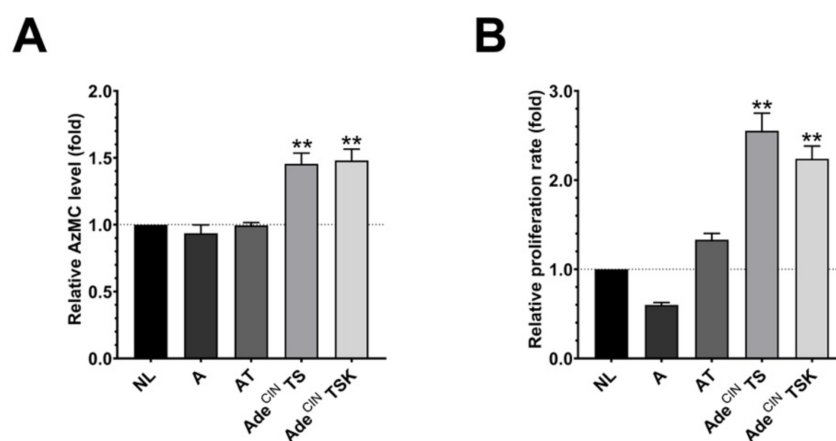 A
Relative AzMC level (fold)
2.0
1.5
1.0
0.5
0.0
** **
NL A AT Ade^CIN TS Ade^CIN TSK
B
Relative proliferation rate (fold)
3.0
2.0
1.0
0.0
** **
NL A AT Ade^CIN TS Ade^CIN TSK